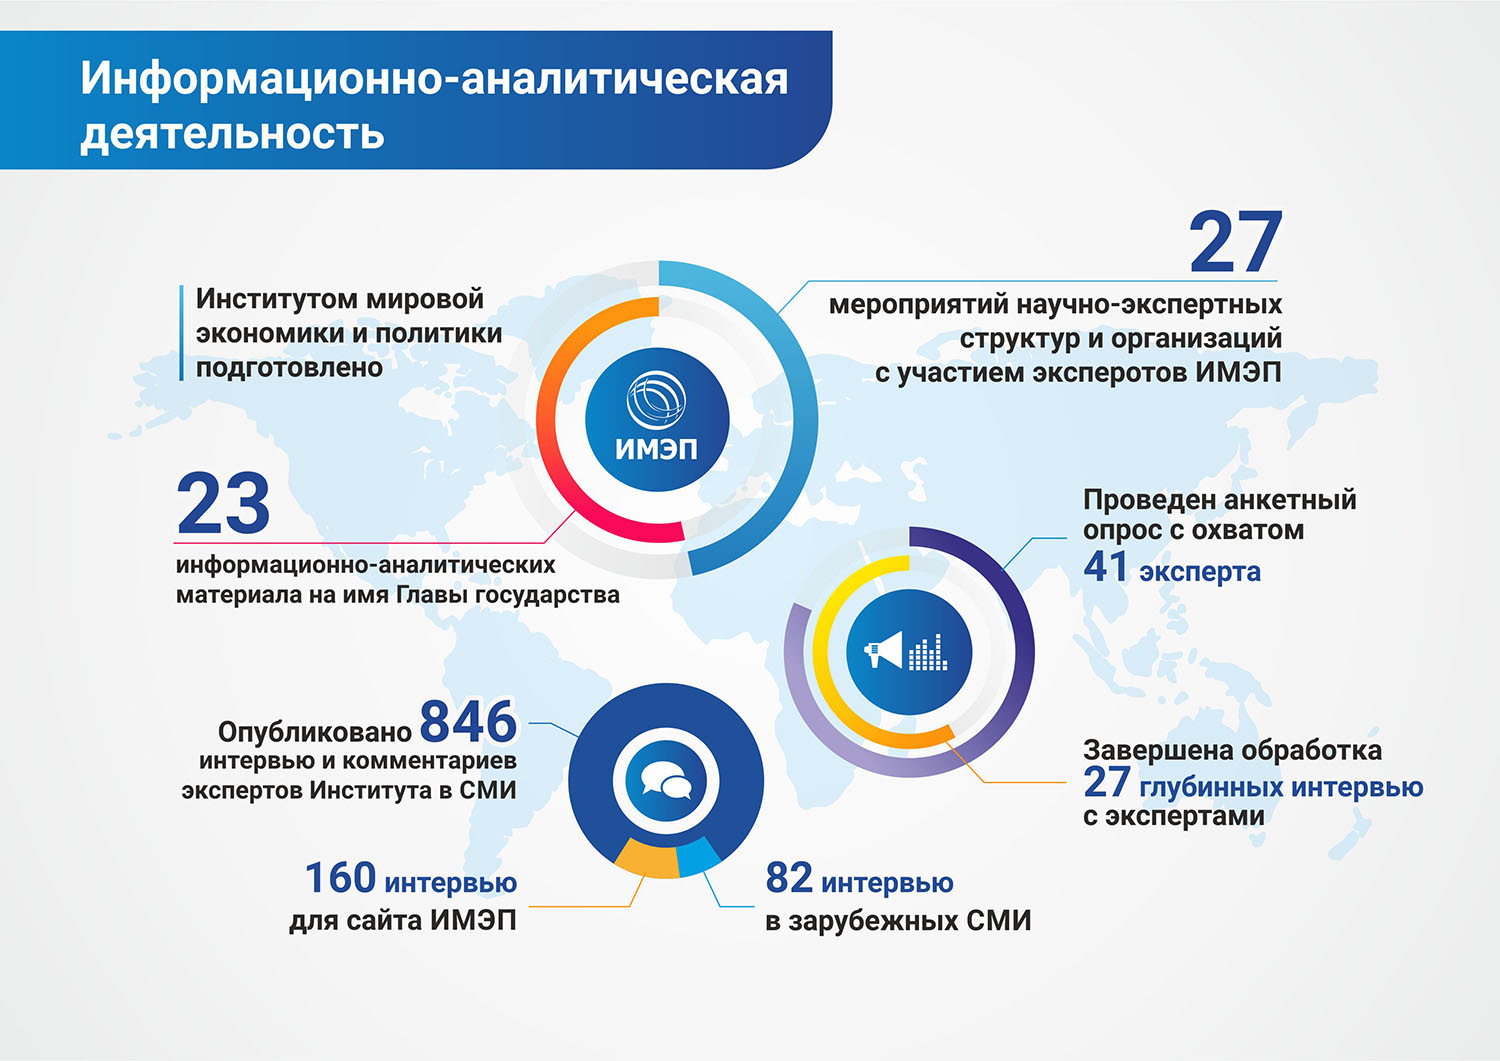 Информационно-аналитическая
деятельность
Институтом мировой
экономики и политики
подготовлено
23
информационно-аналитических
материала на имя Главы государства
ИМЭП
27
мероприятий научно-экспертных
структур и организаций
с участием эксперотов ИМЭП
Проведен анкетный
опрос с охватом
41 эксперта
Завершена обработка
27 глубинных интервью
с экспертами
Опубликовано 846
интервью и комментариев
экспертов Института в СМИ
160 интервью
для сайта ИМЭП
82 интервью
в зарубежных СМИ